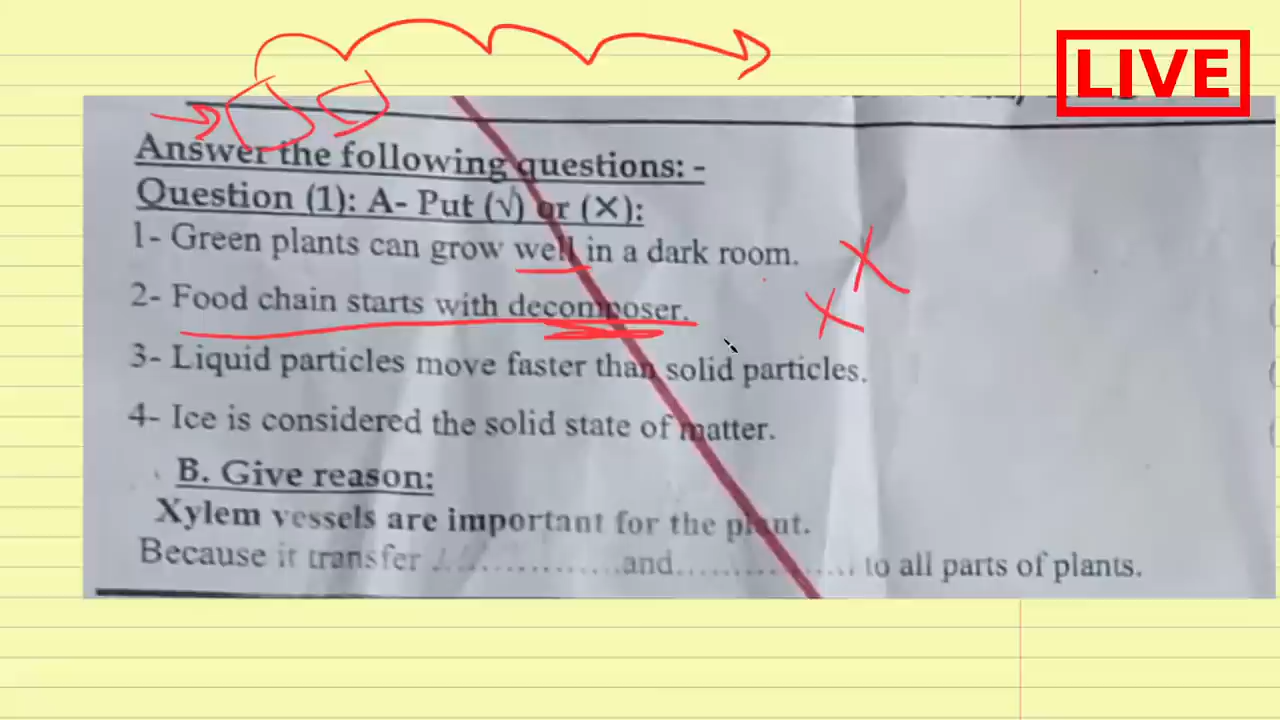 LIVE
Answer the following questions: -
Question (1): A- Put (√) or (X):
1- Green plants can grow well in a dark room. X
2- Food chain starts with decomposer. X
3- Liquid particles move faster than solid particles.
4- Ice is considered the solid state of matter.
B. Give reason:
Xylem vessels are important for the plant.
Because it transfer .................and................ to all parts of plants.